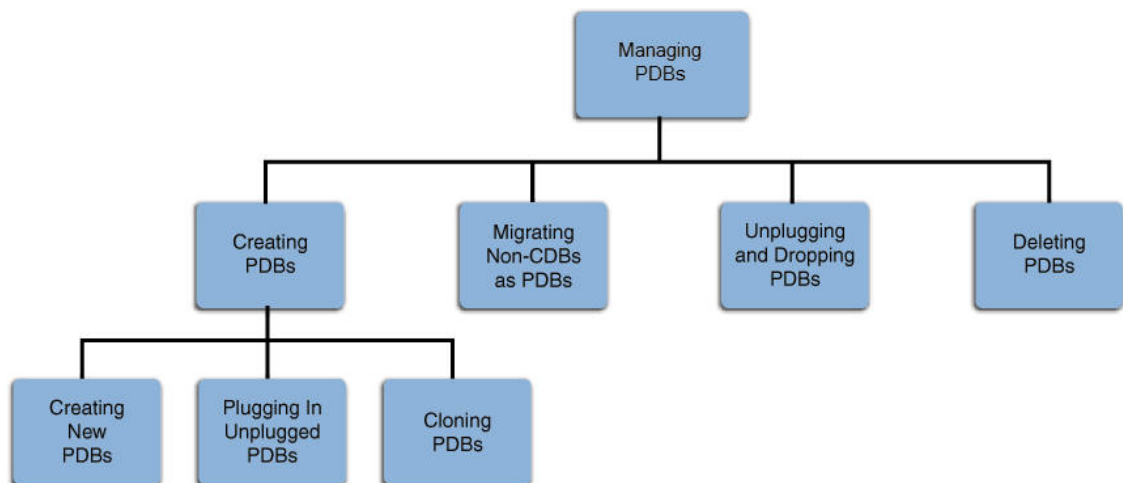 Managing
PDBs
Creating
PDBs
Migrating
Non-CDBs
as PDBs
Unplugging
and Dropping
PDBs
Deleting
PDBs
Creating
New
PDBs
Plugging In
Unplugged
PDBs
Cloning
PDBs